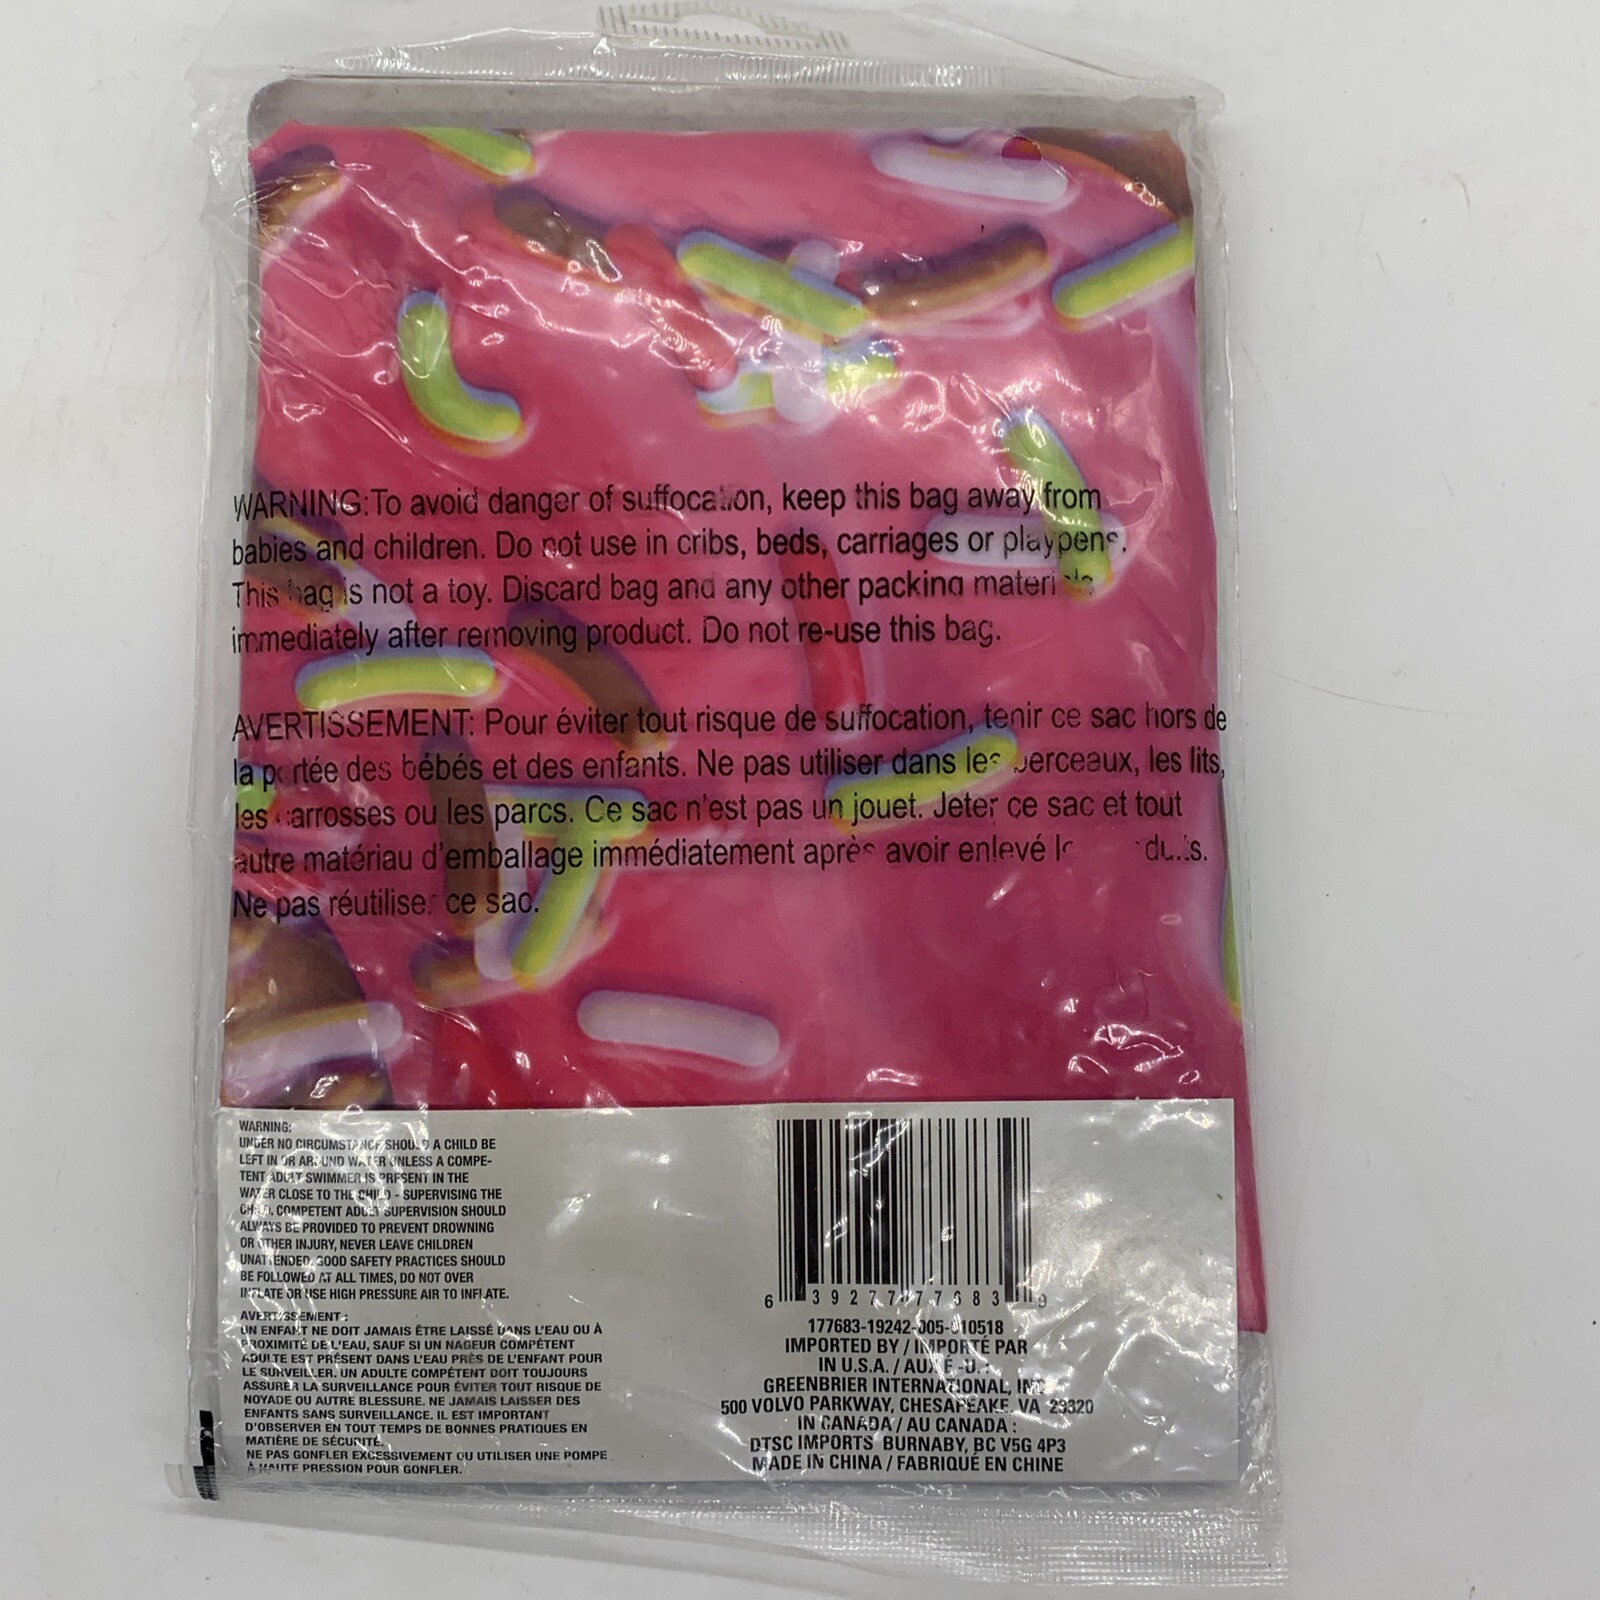 WARNING: To avoid danger of suffocation, keep this bag away from
babies and children. Do not use in cribs, beds, carriages or playpens.
This bag is not a toy. Discard bag and any other packing materials
immediately after removing product. Do not re-use this bag.
AVERTISSEMENT: Pour éviter tout risque de suffocation, tenir ce sac hors de
la portée des bébés et des enfants. Ne pas utiliser dans les berceaux, les lits,
les carrosses ou les parcs. Ce sac n'est pas un jouet. Jeter ce sac et tout
autre matériau d'emballage immédiatement après avoir enlevé
Ne pas réutiliser ce sac.
WARNING:
UNDER NO CIRCUMSTANCE SHOULD A CHILD BE
LEFT IN OR AROUND WATER UNLESS A COMPE-
TENT ADULT SWIMMER IS PRESENT IN THE
WATER CLOSE TO THE CHILD - SUPERVISING THE
CHILD. COMPETENT ADULT SUPERVISION SHOULD
ALWAYS BE PROVIDED TO PREVENT DROWNING
OR OTHER INJURY, NEVER LEAVE CHILDREN
UNATTENDED, GOOD SAFETY PRACTICES SHOULD
BE FOLLOWED AT ALL TIMES, DO NOT OVER
INFLATE OR USE HIGH PRESSURE AIR TO INFLATE.
AVERTISSEMENT :
UN ENFANT NE DOIT JAMAIS ÊTRE LAISSÉ DANS L'EAU OU À
PROXIMITÉ DE L'EAU, SAUF SI UN NAGEUR COMPÉTENT
ADULTE EST PRÉSENT DANS L'EAU PRÈS DE L'ENFANT POUR
LE SURVEILLER. UN ADULTE COMPÉTENT DOIT TOUJOURS
ASSURER LA SURVEILLANCE POUR ÉVITER TOUT RISQUE DE
NOYADE OU AUTRE BLESSURE. NE JAMAIS LAISSER DES
ENFANTS SANS SURVEILLANCE. IL EST IMPORTANT
D'OBSERVER EN TOUT TEMPS DE BONNES PRATIQUES EN
MATIÈRE DE SÉCURITÉ.
NE PAS GONFLER EXCESSIVEMENT OU UTILISER UNE POMPE
À HAUTE PRESSION POUR GONFLER.
6 39277 77683 9
177683-19242-005-010518
IMPORTED BY / IMPORTÉ PAR
IN U.S.A. / AUX É.-U. :
GREENBRIER INTERNATIONAL, INC.
500 VOLVO PARKWAY, CHESAPEAKE, VA 23320
IN CANADA / AU CANADA :
DTSC IMPORTS BURNABY, BC V5G 4P3
MADE IN CHINA / FABRIQUÉ EN CHINE